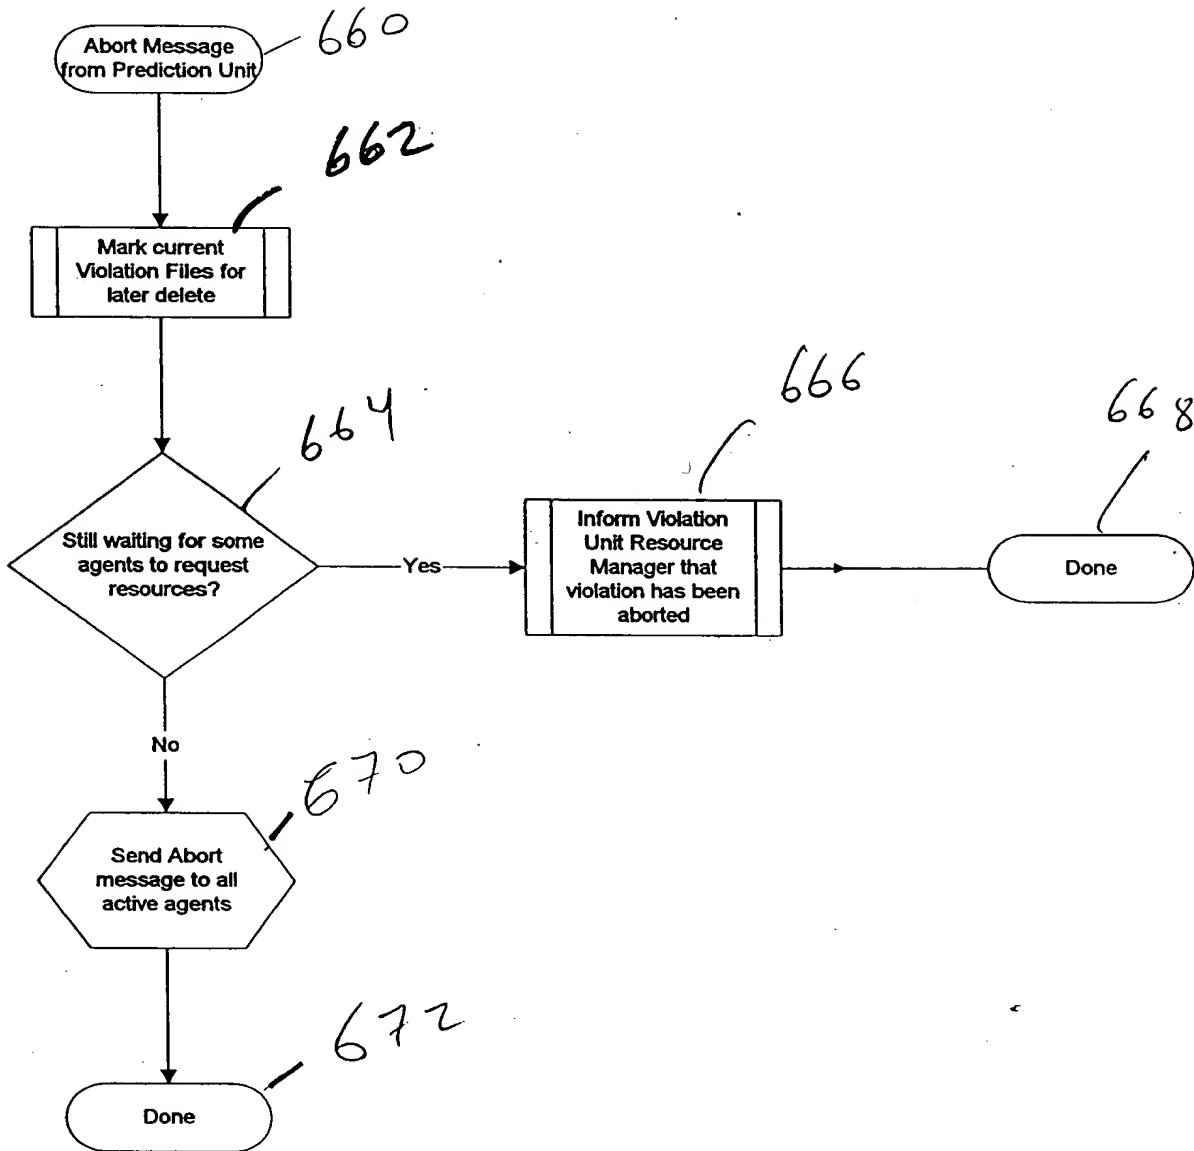 Abort Message
from Prediction Unit
660
662
Mark current
Violation Files for
later delete
664
Still waiting for some
agents to request
resources?
Yes
666
Inform Violation
Unit Resource
Manager that
violation has been
aborted
668
Done
No
670
Send Abort
message to all
active agents
672
Done